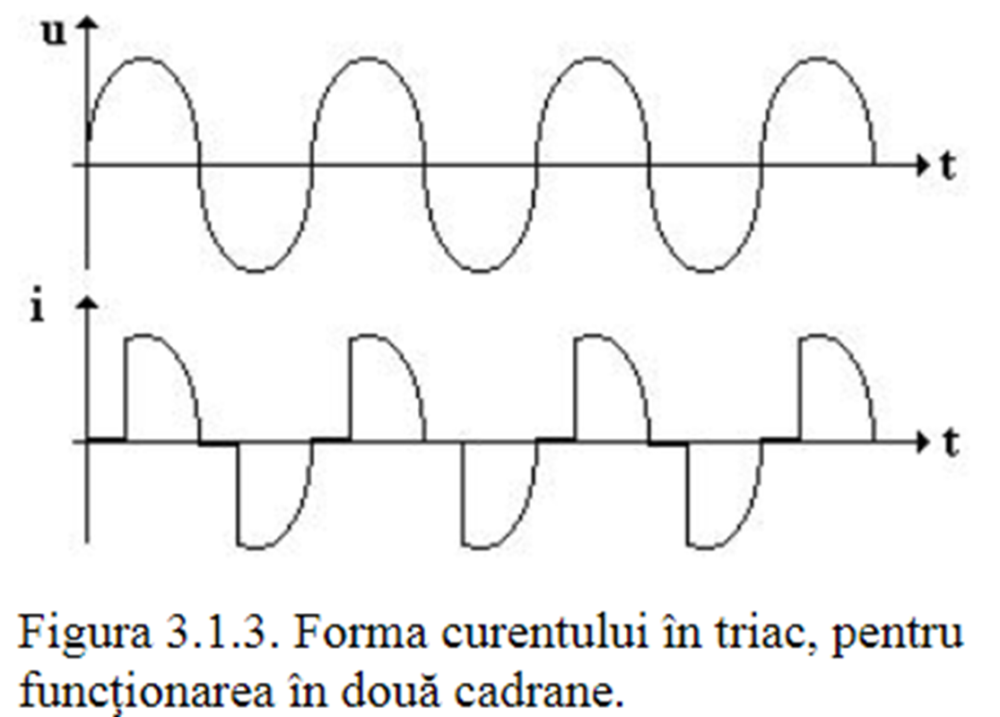 u
t
i
t
Figura 3.1.3. Forma curentului în triac, pentru
funcţionarea în două cadrane.